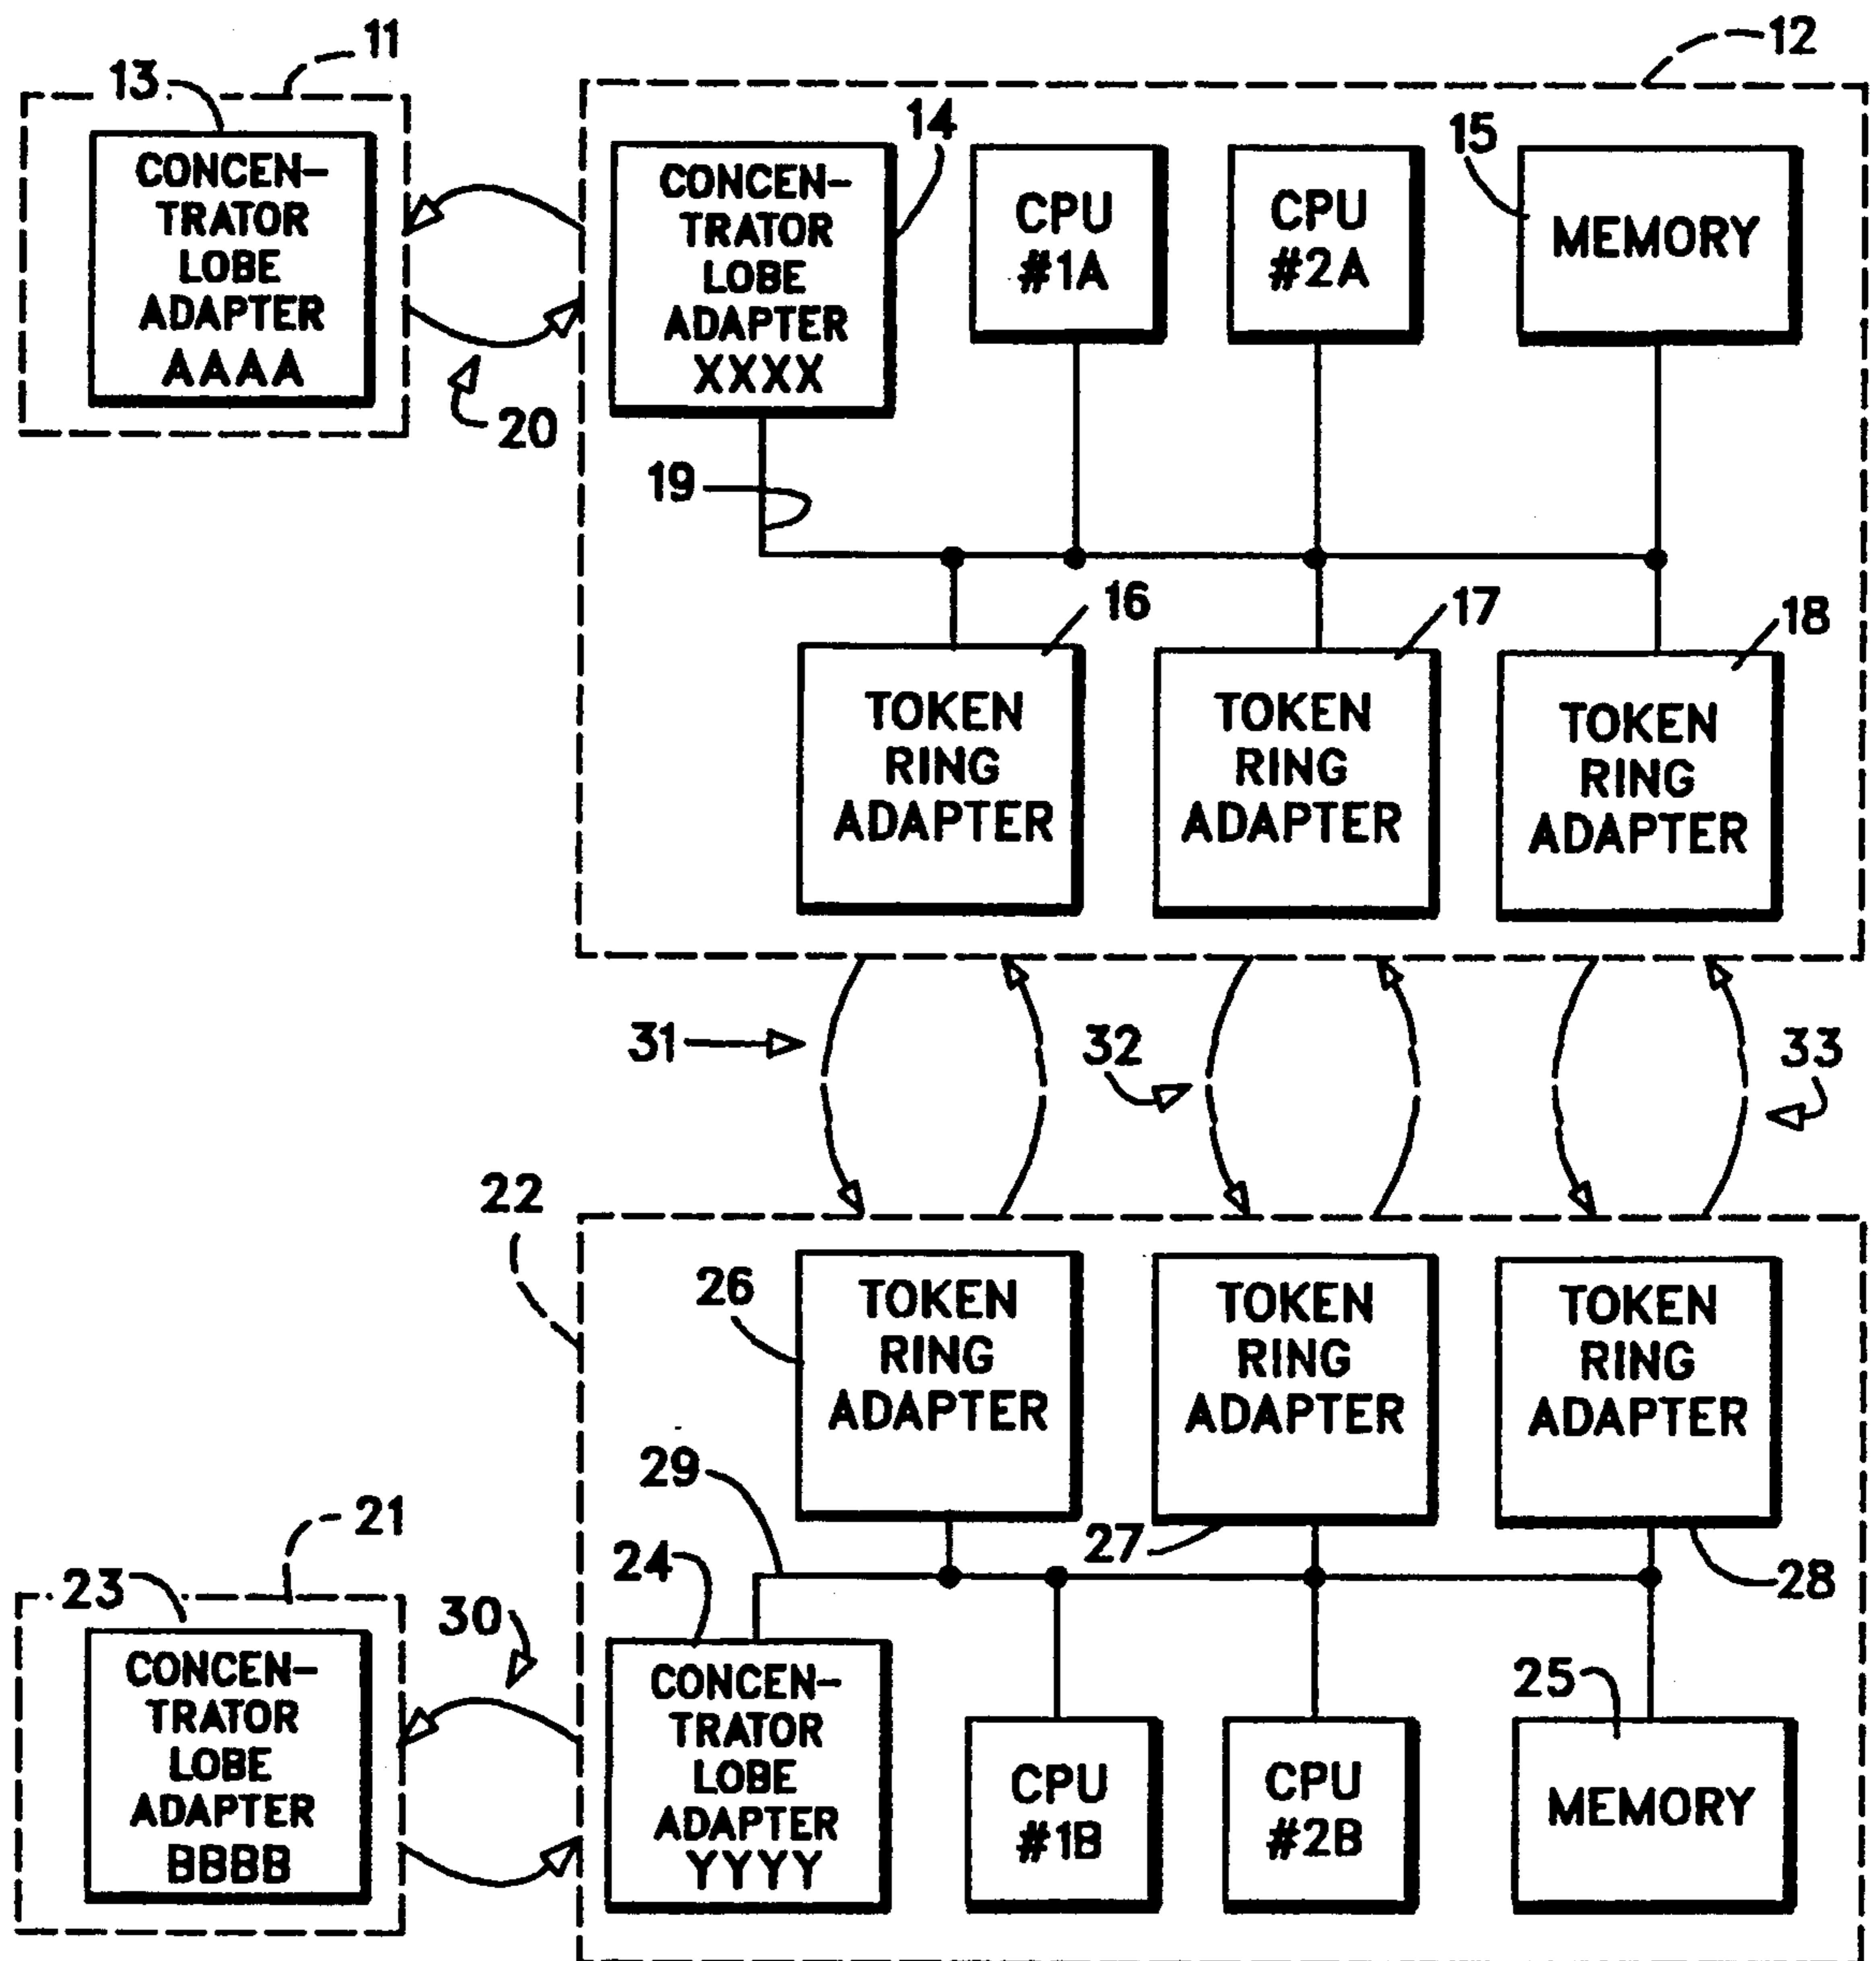 11
12
13
CONCEN-
TRATOR
LOBE
ADAPTER
AAAA
14
CONCEN-
TRATOR
LOBE
ADAPTER
XXXX
CPU
#1A
CPU
#2A
15
MEMORY
20
19
16
17
18
TOKEN
RING
ADAPTER
TOKEN
RING
ADAPTER
TOKEN
RING
ADAPTER
31
32
33
22
26
TOKEN
RING
ADAPTER
TOKEN
RING
ADAPTER
TOKEN
RING
ADAPTER
29
21
24
27
28
23
30
CONCEN-
TRATOR
LOBE
ADAPTER
BBBB
CONCEN-
TRATOR
LOBE
ADAPTER
YYYY
CPU
#1B
CPU
#2B
25
MEMORY